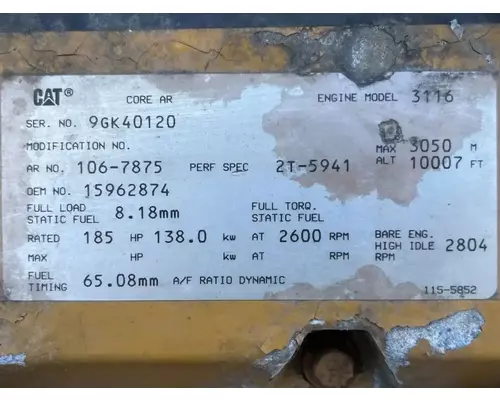 CAT® CORE AR ENGINE MODEL 3116
SER. NO. 9GK40120
MODIFICATION NO. MAX 3050 M
AR NO. 106-7875 PERF SPEC 2T-5941 ALT 10007 FT
OEM NO. 15962874
FULL LOAD STATIC FUEL 8.18mm FULL TORQ. STATIC FUEL
RATED 185 HP 138.0 kw AT 2600 RPM BARE ENG. HIGH IDLE 2804 RPM
MAX HP kw AT RPM
FUEL TIMING 65.08mm A/F RATIO DYNAMIC
115-5852